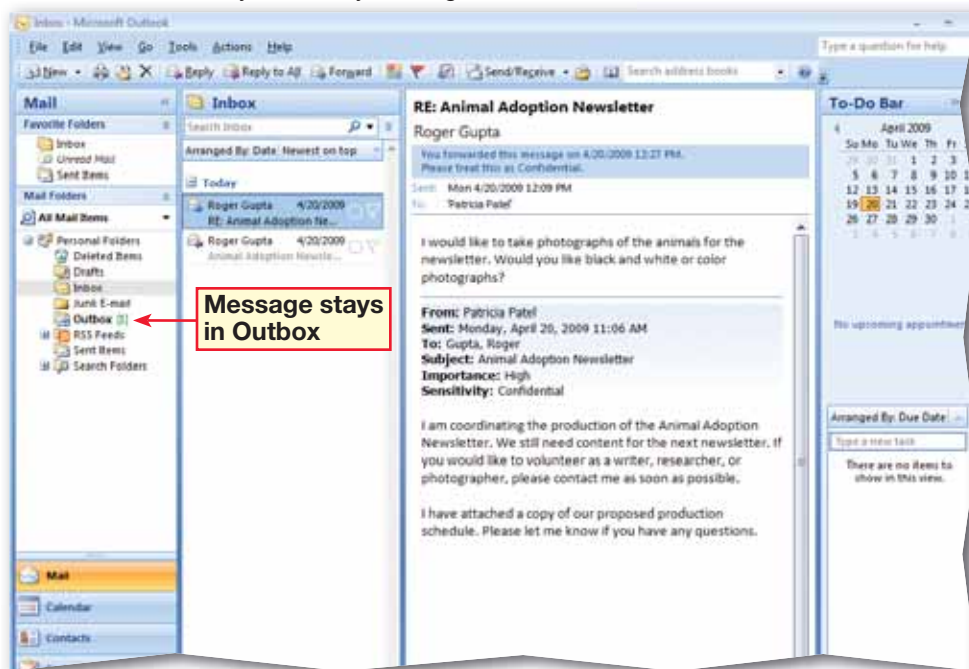 Inbox - Microsoft Outlook
File Edit View Go Tools Actions Help
Type a question for help
New Reply Reply to All Forward Send/Receive Search address books
Mail
Favorite Folders
Inbox
Unread Mail
Sent Items
Mail Folders
All Mail Items
Personal Folders
Deleted Items
Drafts
Inbox
Junk E-mail
Outbox [1]
RSS Feeds
Sent Items
Search Folders
Mail
Calendar
Contacts
Inbox
Search Inbox
Arranged By: Date Newest on top
Today
Roger Gupta 4/20/2009
RE: Animal Adoption Ne...
Roger Gupta 4/20/2009
Animal Adoption Newsle...
Message stays
in Outbox
RE: Animal Adoption Newsletter
Roger Gupta
You forwarded this message on 4/20/2009 12:27 PM.
Please treat this as Confidential.
Sent: Mon 4/20/2009 12:09 PM
To: 'Patricia Patel'
I would like to take photographs of the animals for the
newsletter. Would you like black and white or color
photographs?
From: Patricia Patel
Sent: Monday, April 20, 2009 11:06 AM
To: Gupta, Roger
Subject: Animal Adoption Newsletter
Importance: High
Sensitivity: Confidential
I am coordinating the production of the Animal Adoption
Newsletter. We still need content for the next newsletter. If
you would like to volunteer as a writer, researcher, or
photographer, please contact me as soon as possible.
I have attached a copy of our proposed production
schedule. Please let me know if you have any questions.
To-Do Bar
April 2009
Su Mo Tu We Th Fr
29 30 31 1 2 3
5 6 7 8 9 10 1
12 13 14 15 16 17 1
19 20 21 22 23 24 2
26 27 28 29 30 1
3 4 5 6 7 8
No upcoming appointmen
Arranged By: Due Date
Type a new task
There are no items to
show in this view.